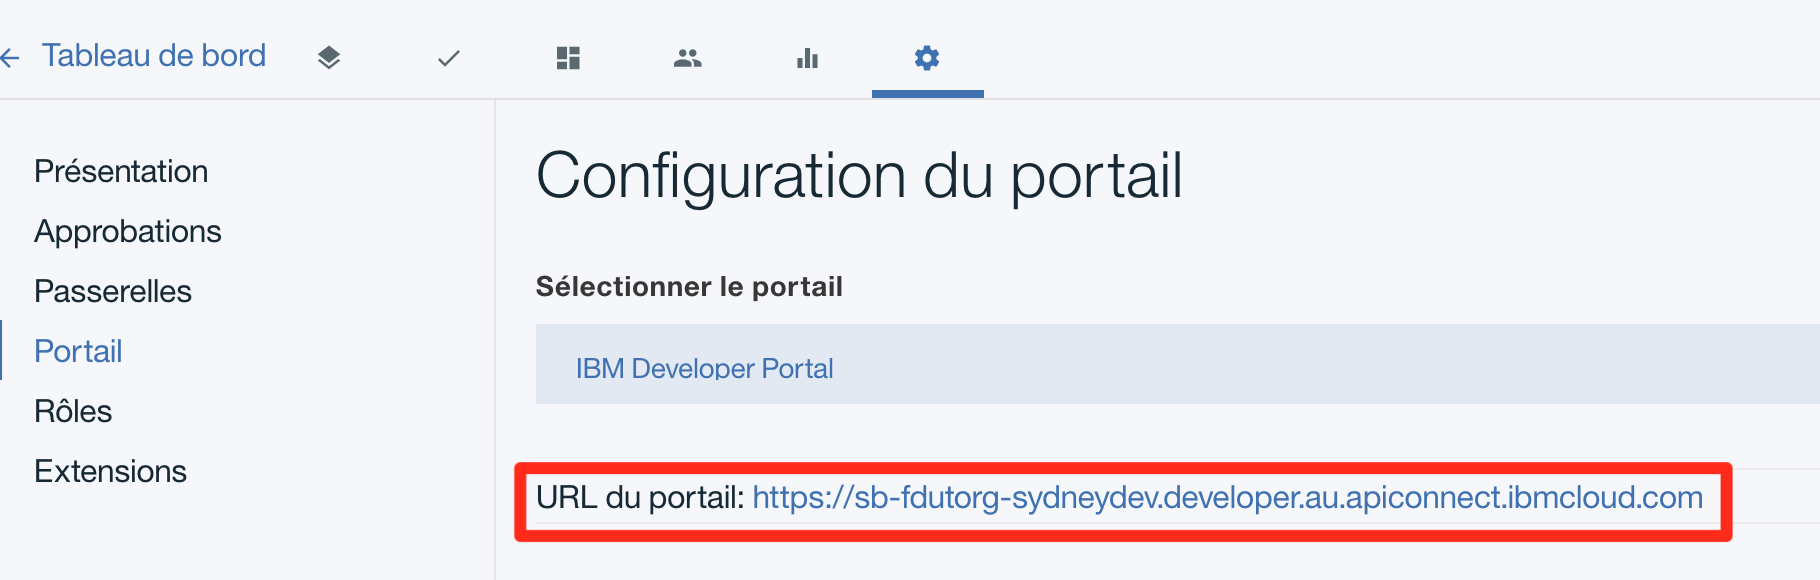 Tableau de bord
Présentation
Approbations
Passerelles
Portail
Rôles
Extensions
Configuration du portail
Sélectionner le portail
IBM Developer Portal
URL du portail: https://sb-fdutorg-sydneydev.developer.au.apiconnect.ibmcloud.com